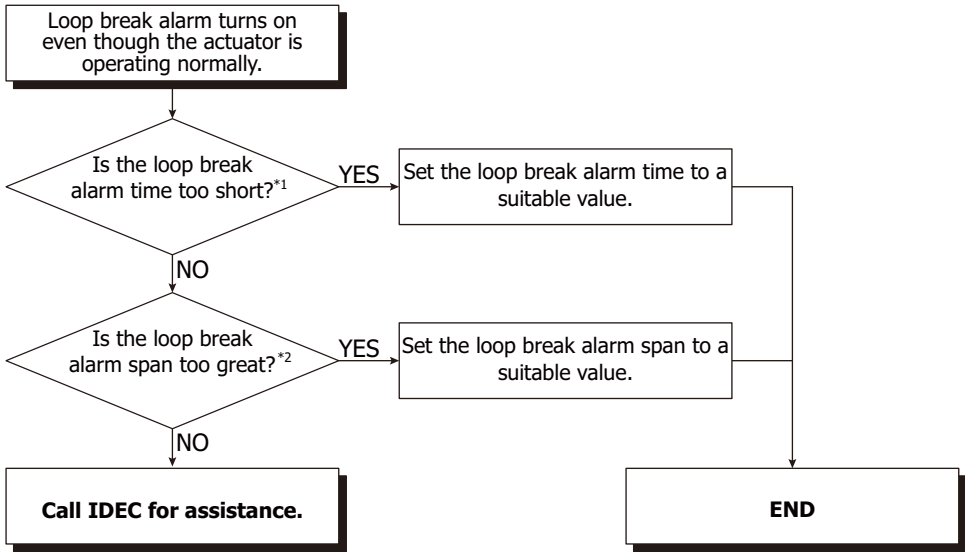 Loop break alarm turns on
even though the actuator is
operating normally.
Is the loop break
alarm time too short?*1
YES
Set the loop break alarm time to a
suitable value.
NO
Is the loop break
alarm span too great?*2
YES
Set the loop break alarm span to a
suitable value.
NO
Call IDEC for assistance.
END